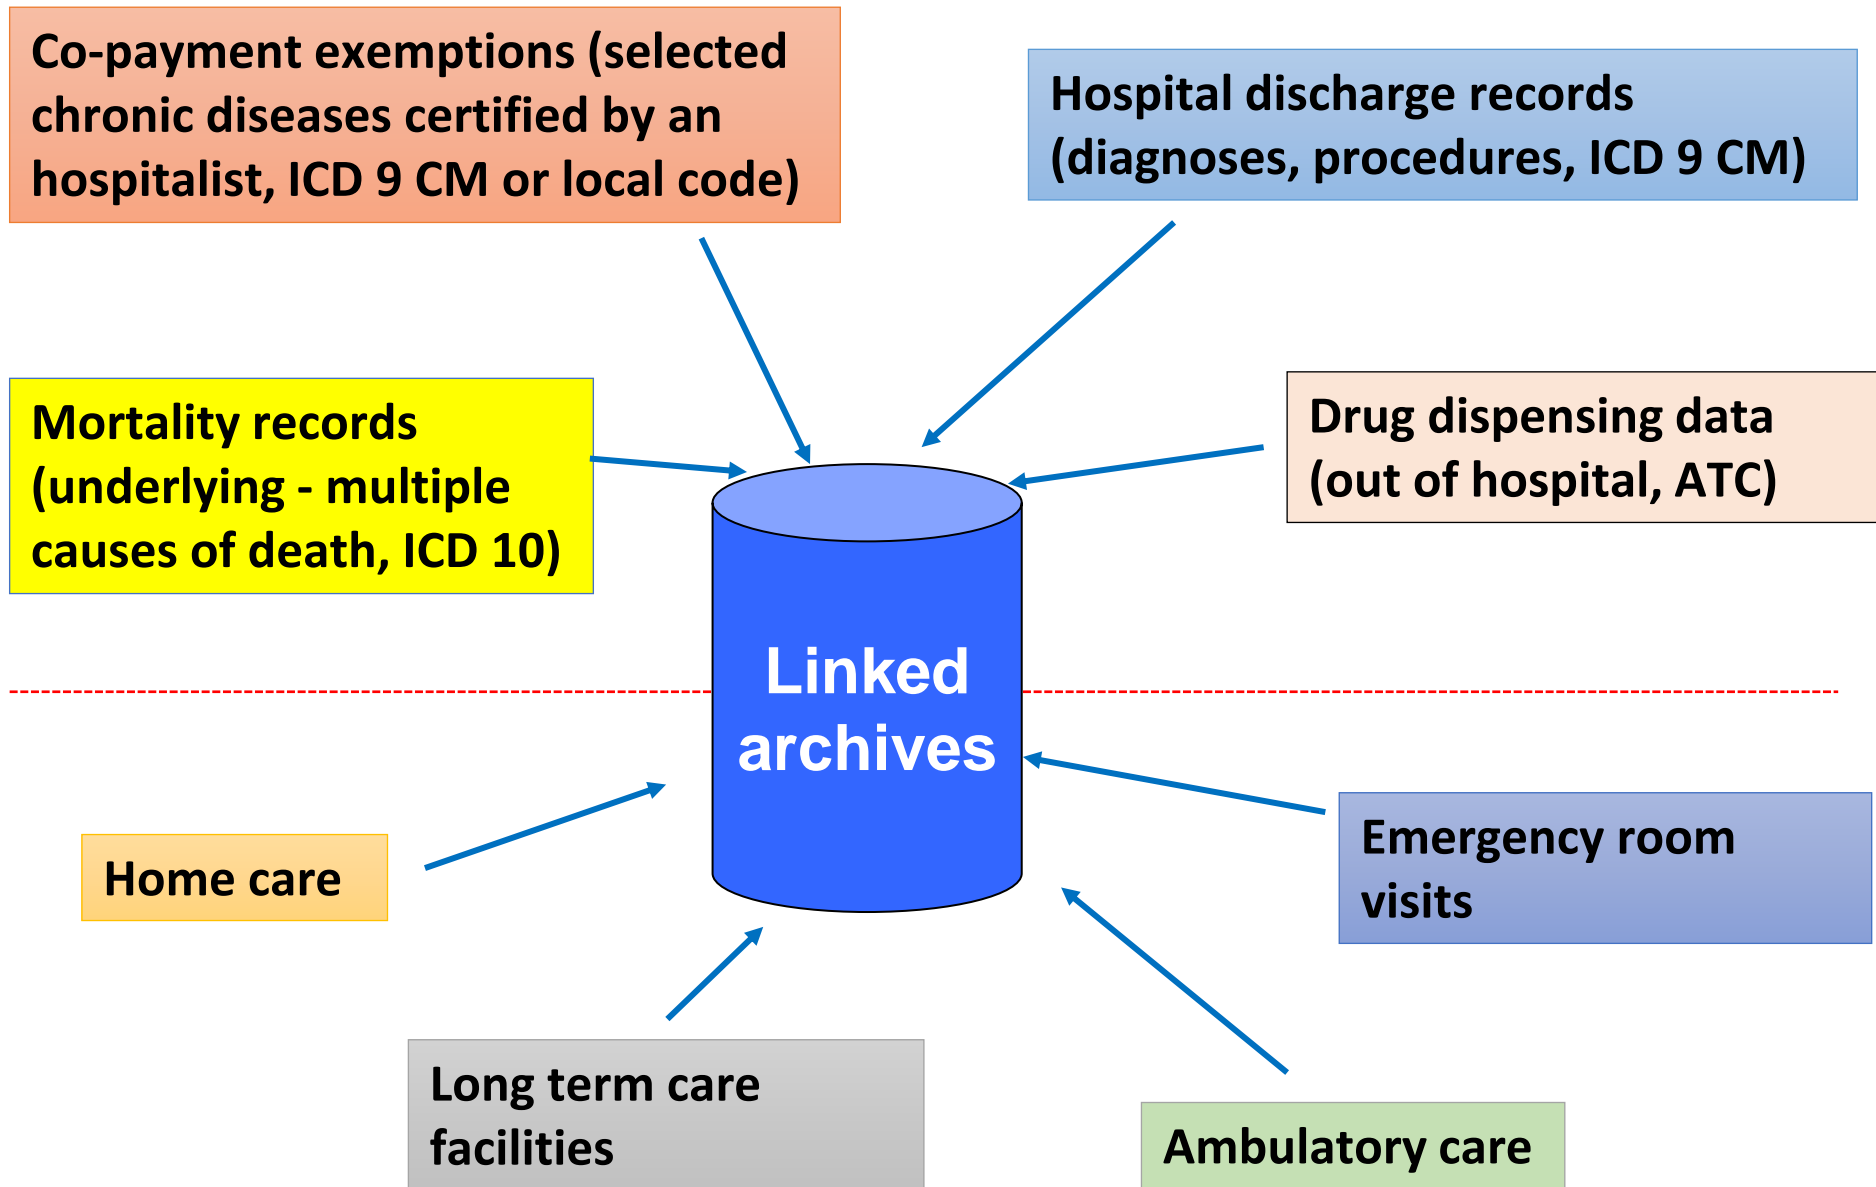 Co-payment exemptions (selected
chronic diseases certified by an
hospitalist, ICD 9 CM or local code)
Hospital discharge records
(diagnoses, procedures, ICD 9 CM)
Mortality records
(underlying - multiple
causes of death, ICD 10)
Drug dispensing data
(out of hospital, ATC)
Linked
archives
Home care
Emergency room
visits
Long term care
facilities
Ambulatory care